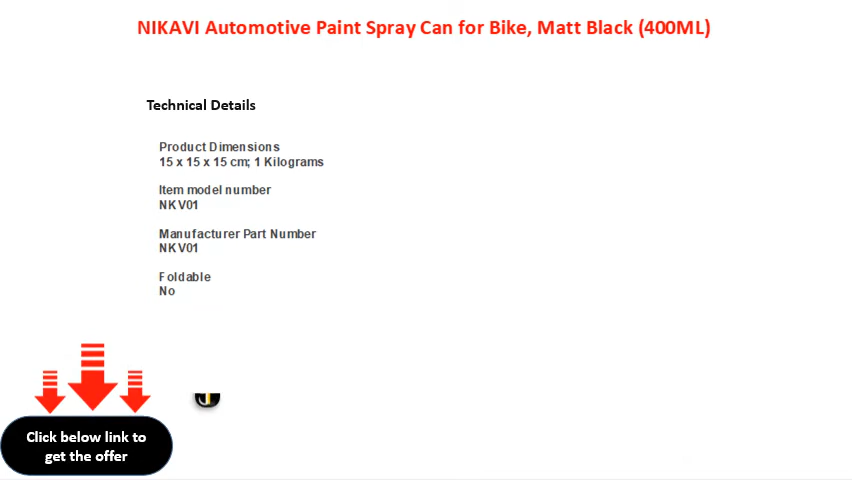 NIKAVI Automotive Paint Spray Can for Bike, Matt Black (400ML)
Technical Details
Product Dimensions
15 x 15 x 15 cm; 1 Kilograms
Item model number
NKV01
Manufacturer Part Number
NKV01
Foldable
No
Click below link to
get the offer